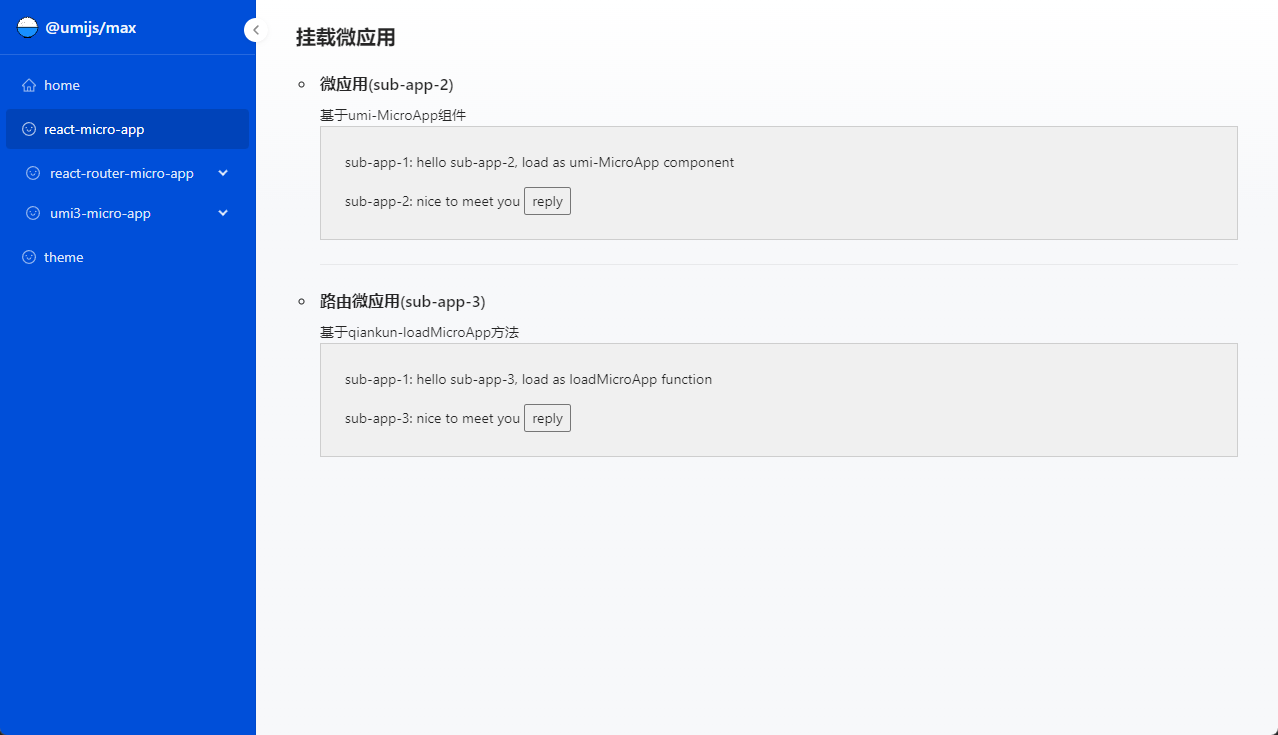 @umijs/max
home
react-micro-app
react-router-micro-app
umi3-micro-app
theme
挂载微应用
微应用(sub-app-2)
基于umi-MicroApp组件
sub-app-1: hello sub-app-2, load as umi-MicroApp component
sub-app-2: nice to meet you reply
路由微应用(sub-app-3)
基于qiankun-loadMicroApp方法
sub-app-1: hello sub-app-3, load as loadMicroApp function
sub-app-3: nice to meet you reply